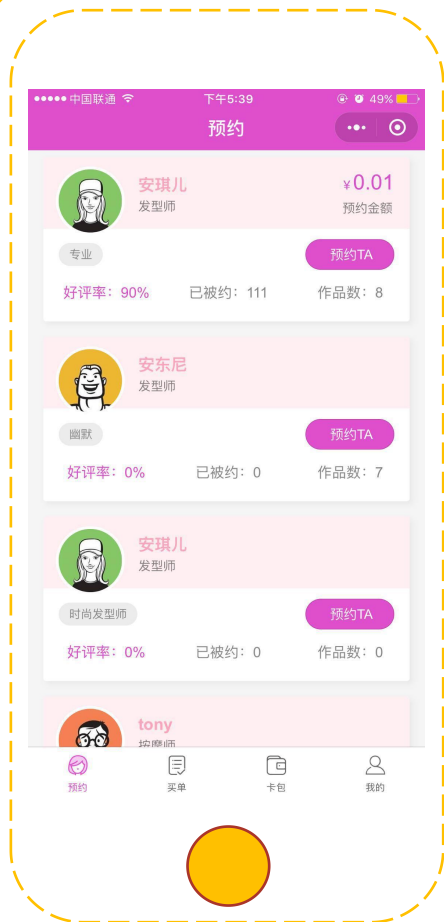 中国联通 下午5:39 49%
预约
安琪儿 ¥0.01
发型师 预约金额
专业 预约TA
好评率：90% 已被约：111 作品数：8
安东尼
发型师
幽默 预约TA
好评率：0% 已被约：0 作品数：7
安琪儿
发型师
时尚发型师 预约TA
好评率：0% 已被约：0 作品数：0
tony
按摩师
预约 买单 卡包 我的